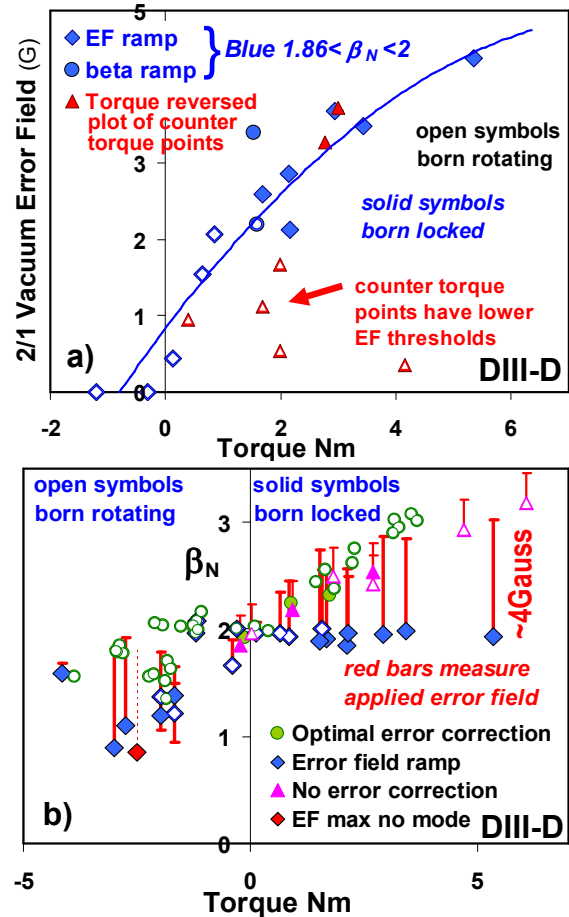 5
EF ramp
Blue 1.86< β N <2
beta ramp
Torque reversed
plot of counter
torque points
open symbols
born rotating
solid symbols
born locked
counter torque
points have lower
EF thresholds
2/1 Vacuum Error Field (G)
3
2
1
0
a)
DIII-D
-2 0 2 4 6
Torque Nm
open symbols
born rotating
solid symbols
born locked
3
βN
2
~4Gauss
red bars measure
applied error field
Optimal error correction
Error field ramp
No error correction
EF max no mode
1
b)
0
DIII-D
-5 0 5
Torque Nm